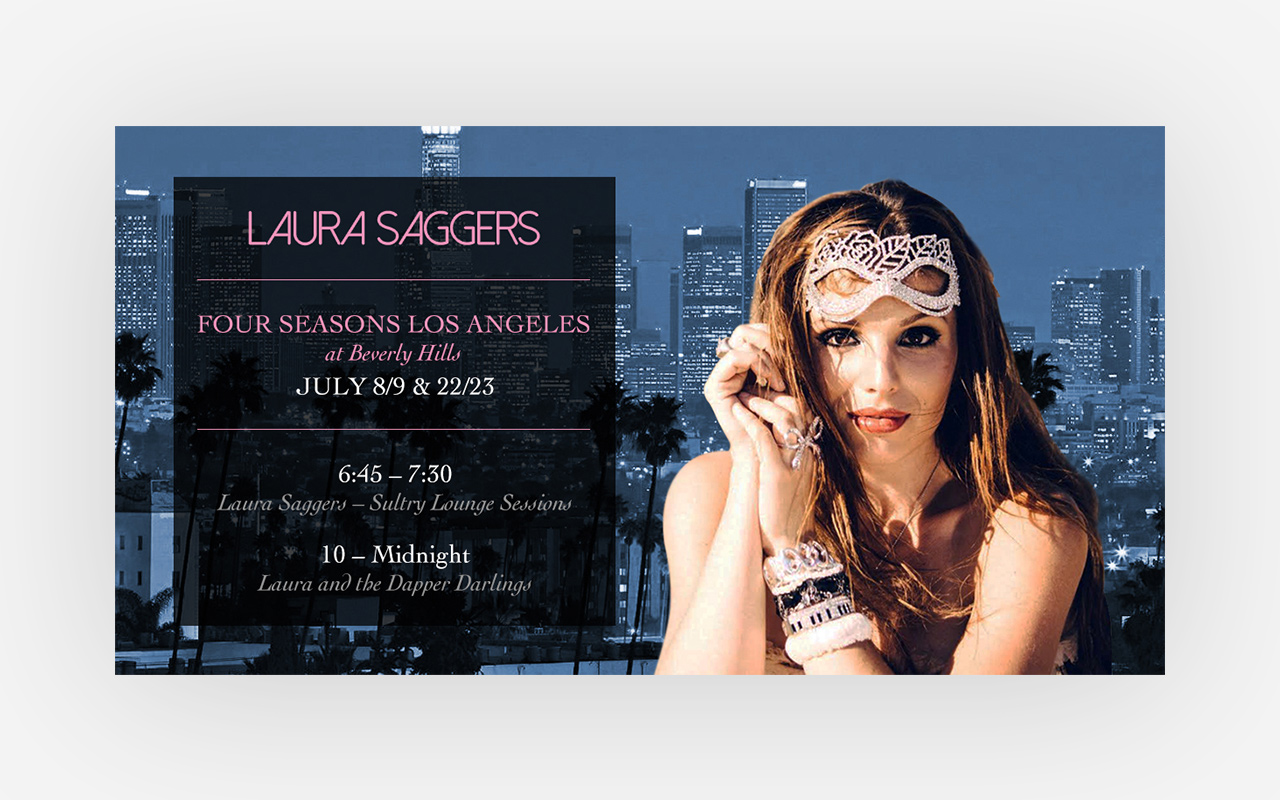 LAURA SAGGERS
FOUR SEASONS LOS ANGELES
at Beverly Hills
JULY 8/9 & 22/23
6:45 – 7:30
Laura Saggers – Sultry Lounge Sessions
10 – Midnight
Laura and the Dapper Darlings